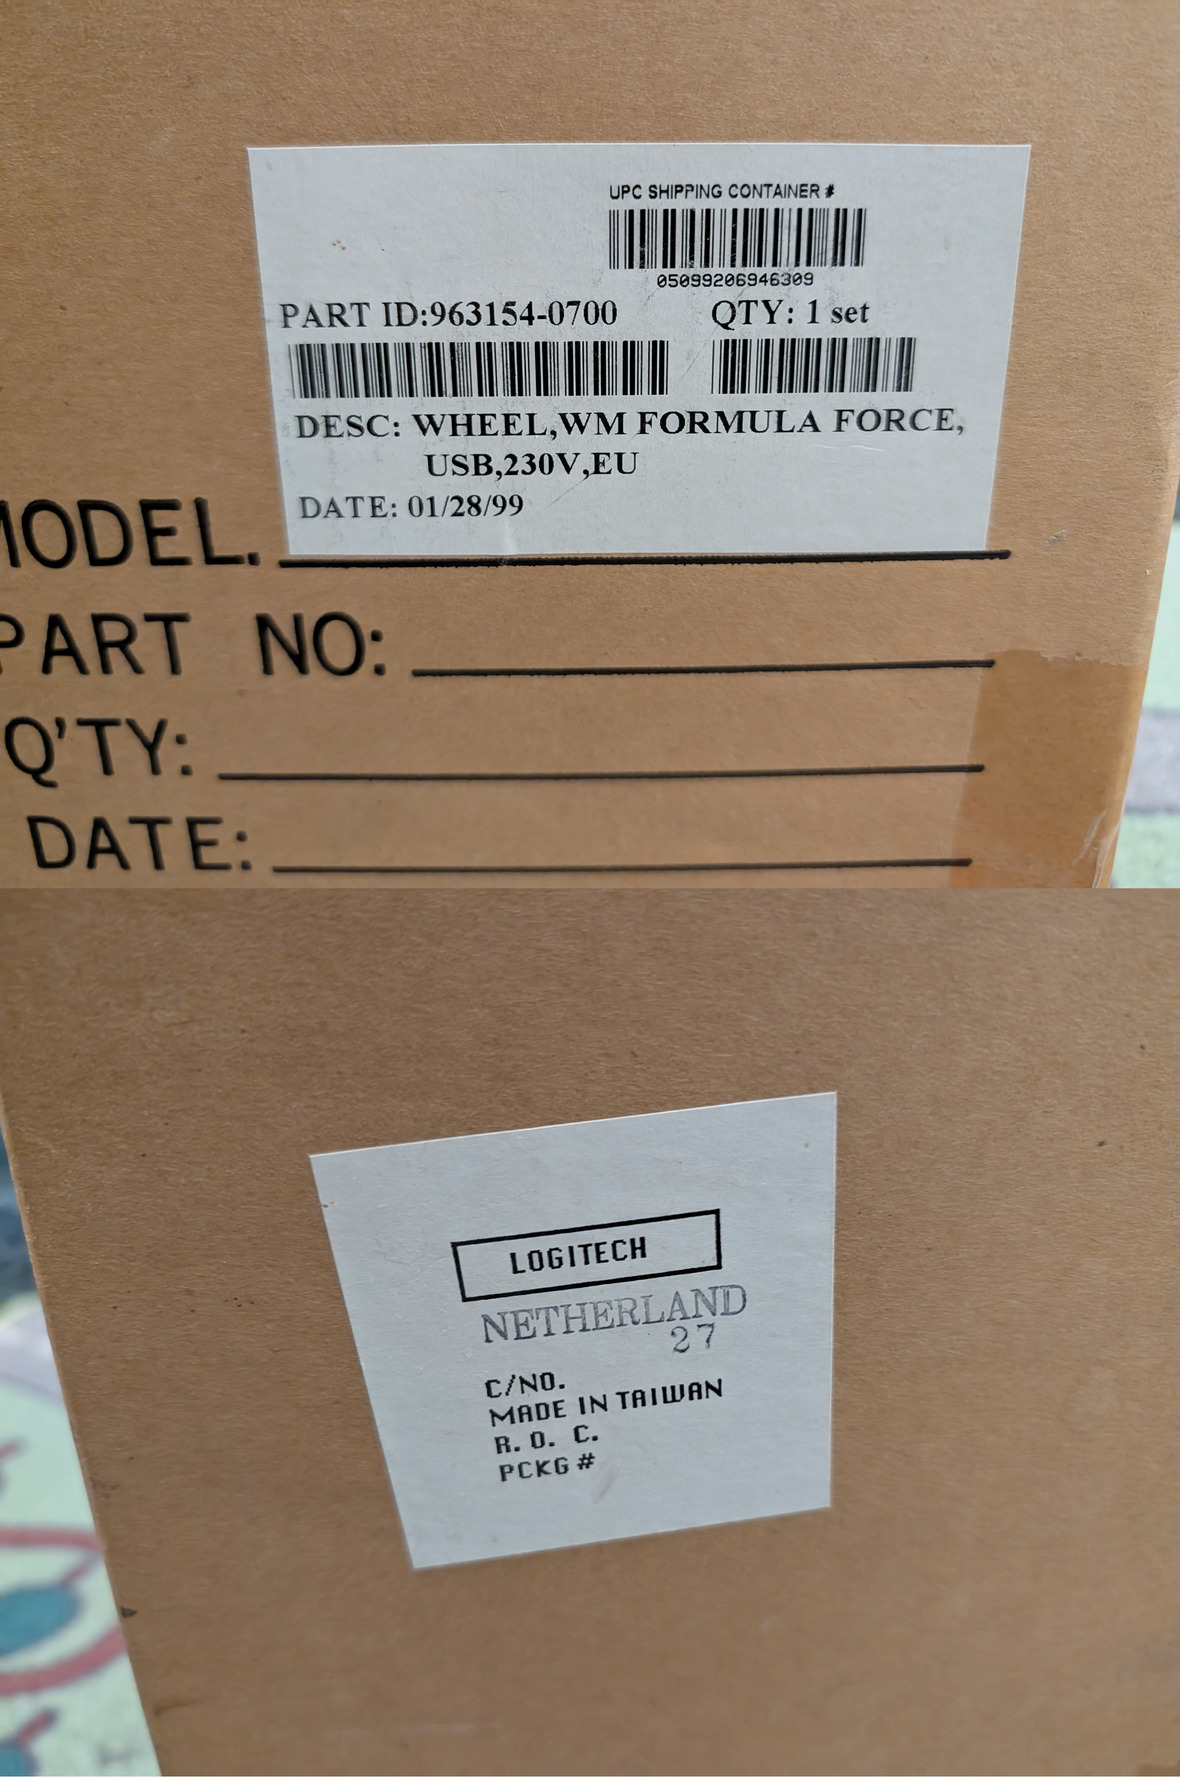 UPC SHIPPING CONTAINER #
05099206946309
PART ID:963154-0700 QTY: 1 set
DESC: WHEEL,WM FORMULA FORCE,
USB,230V,EU
DATE: 01/28/99
MODEL.
PART NO:
Q'TY:
DATE:
LOGITECH
NETHERLAND
27
C/NO.
MADE IN TAIWAN
R. O. C.
PCKG #